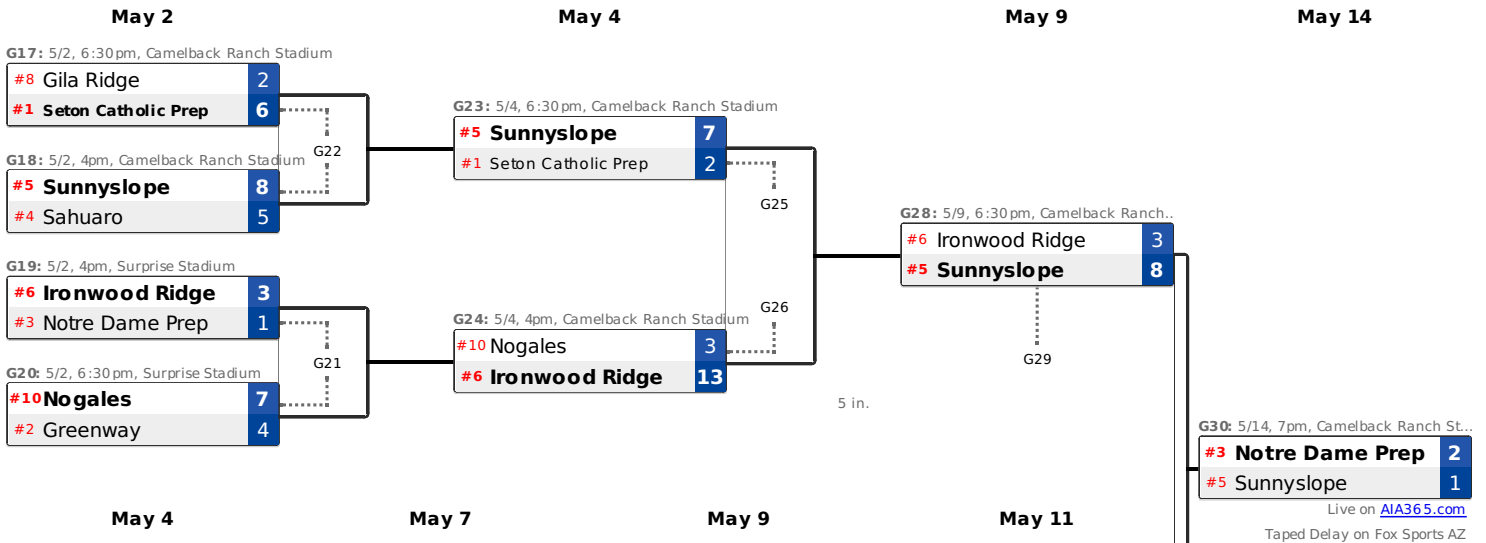 May 2
May 4
May 9
May 14
G17: 5/2, 6:30pm, Camelback Ranch Stadium
#8 Gila Ridge 2
#1 Seton Catholic Prep 6
G22
G18: 5/2, 4pm, Camelback Ranch Stadium
#5 Sunnyslope 8
#4 Sahuaro 5
G19: 5/2, 4pm, Surprise Stadium
#6 Ironwood Ridge 3
#3 Notre Dame Prep 1
G21
G20: 5/2, 6:30pm, Surprise Stadium
#10 Nogales 7
#2 Greenway 4
G23: 5/4, 6:30pm, Camelback Ranch Stadium
#5 Sunnyslope 7
#1 Seton Catholic Prep 2
G25
G26
G24: 5/4, 4pm, Camelback Ranch Stadium
#10 Nogales 3
#6 Ironwood Ridge 13
5 in.
G28: 5/9, 6:30pm, Camelback Ranch..
#6 Ironwood Ridge 3
#5 Sunnyslope 8
G29
G30: 5/14, 7pm, Camelback Ranch St...
#3 Notre Dame Prep 2
#5 Sunnyslope 1
Live on AIA365.com
Taped Delay on Fox Sports AZ
May 4
May 7
May 9
May 11